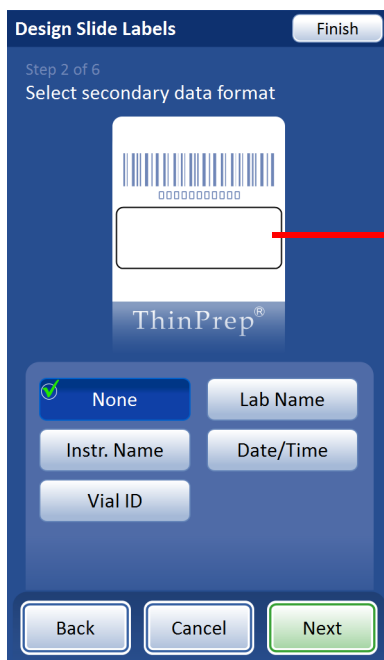 Design Slide Labels Finish
Step 2 of 6
Select secondary data format
00000000000
ThinPrep®
None Lab Name
Instr. Name Date/Time
Vial ID
Back Cancel Next